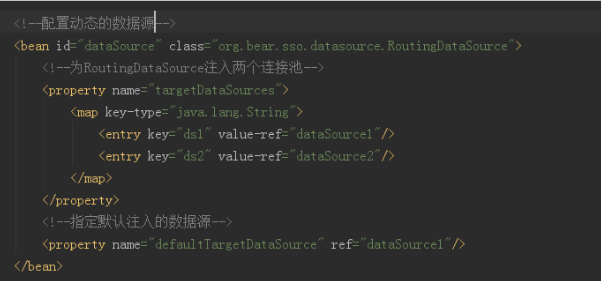 <!--配置动态的数据源-->
<bean id="dataSource" class="org.bear.sso.datasource.RoutingDataSource">
<!--为RoutingDataSource注入两个连接池-->
<property name="targetDataSources">
<map key-type="java.lang.String">
<entry key="ds1" value-ref="dataSource1"/>
<entry key="ds2" value-ref="dataSource2"/>
</map>
</property>
<!--指定默认注入的数据源-->
<property name="defaultTargetDataSource" ref="dataSource1"/>
</bean>